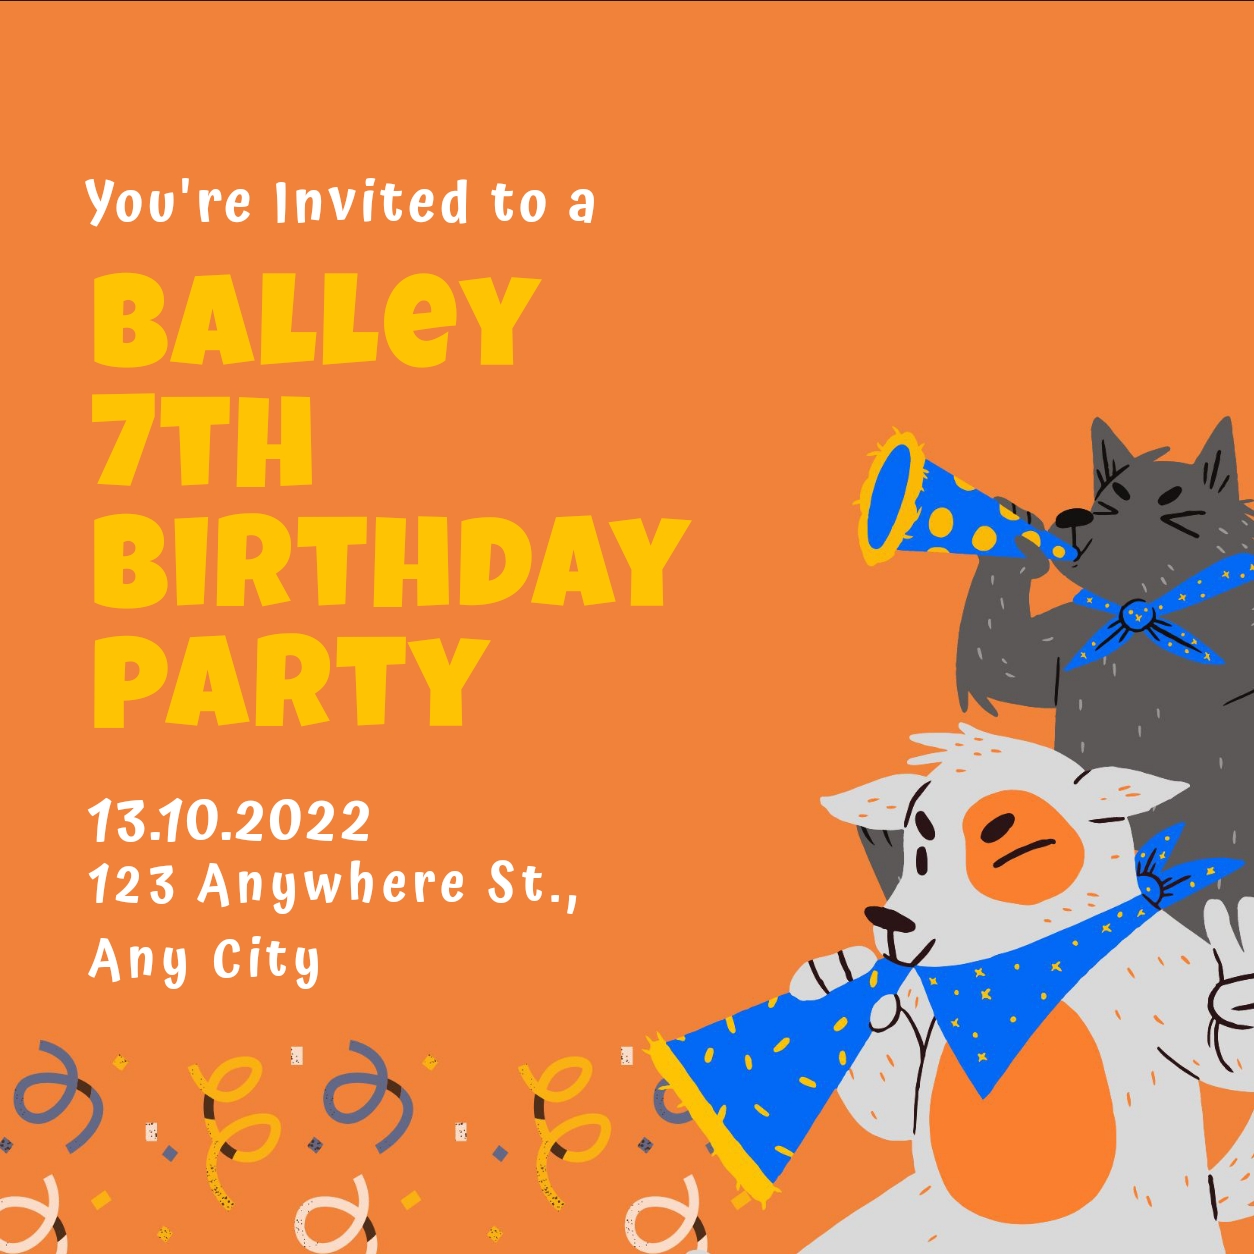 You're Invited to a
BALLEY
7TH
BIRTHDAY
PARTY
13.10.2022
123 Anywhere St.,
Any City